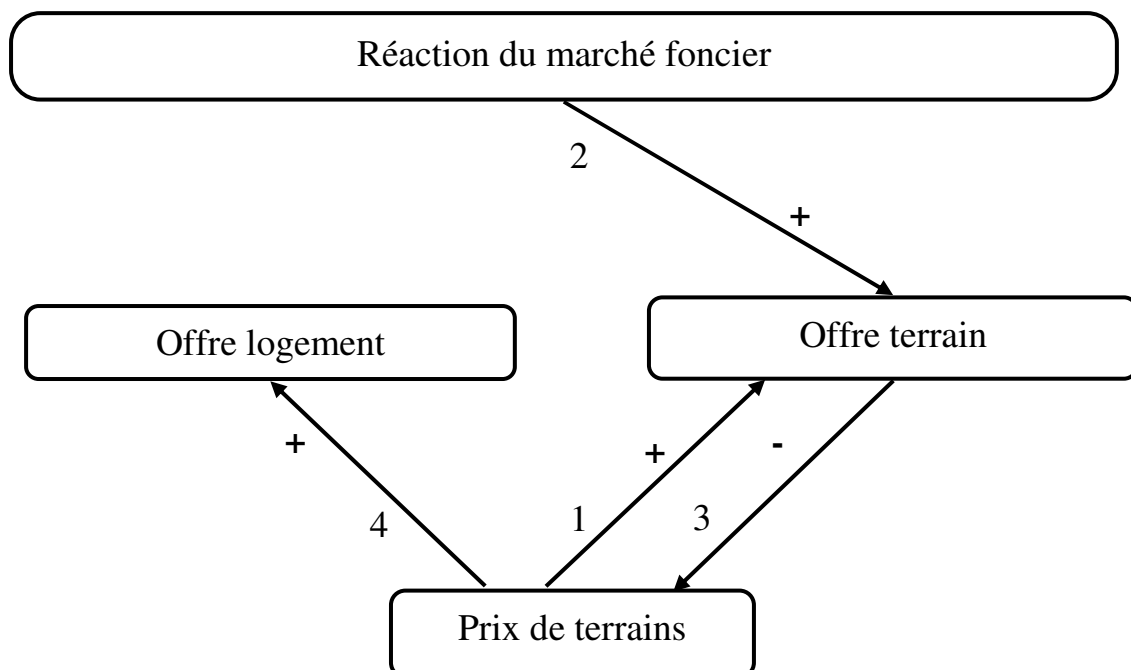 Réaction du marché foncier
2
+
Offre logement
Offre terrain
+
+
-
4
1
3
Prix de terrains